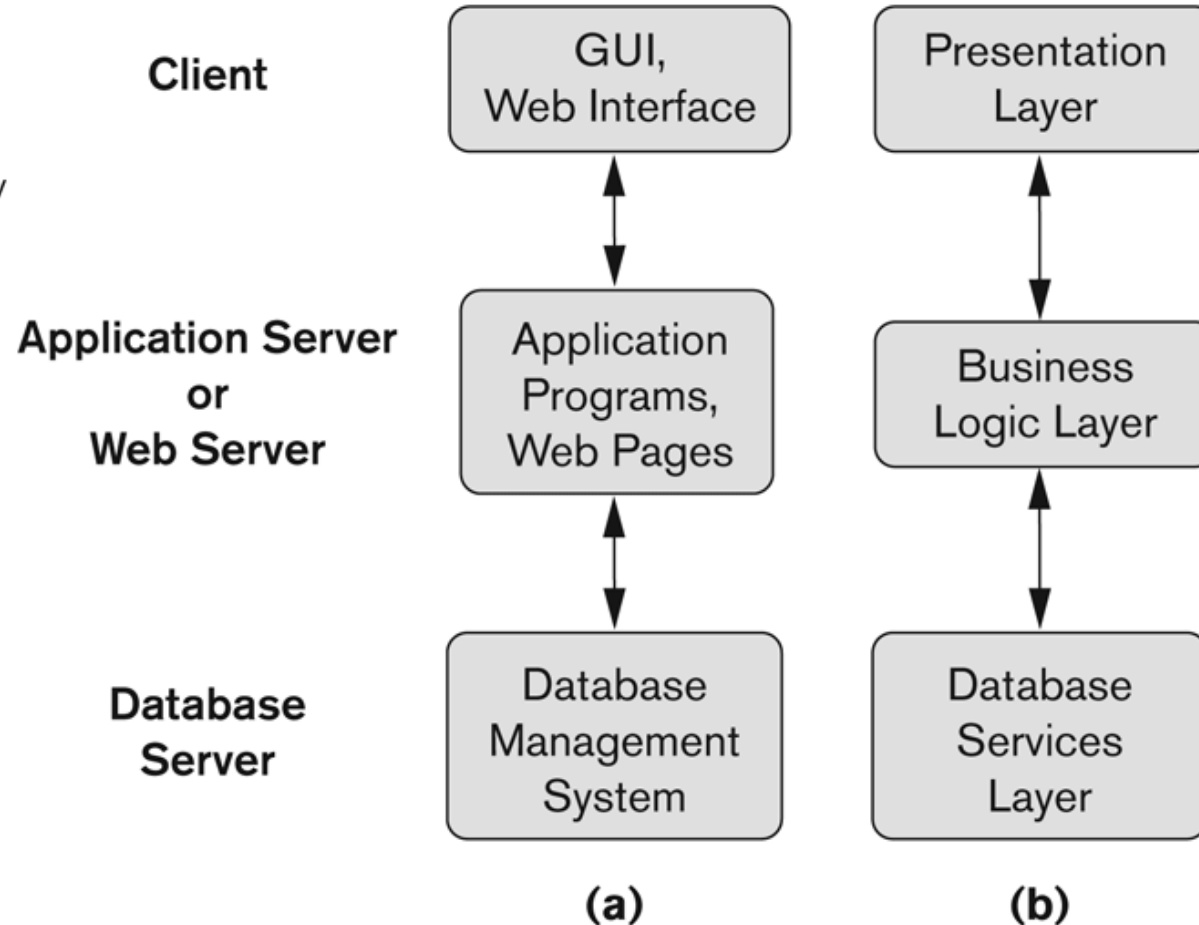 Client
GUI,
Web Interface
Presentation
Layer
Application Server
or
Web Server
Application
Programs,
Web Pages
Business
Logic Layer
Database
Server
Database
Management
System
Database
Services
Layer
(a)
(b)